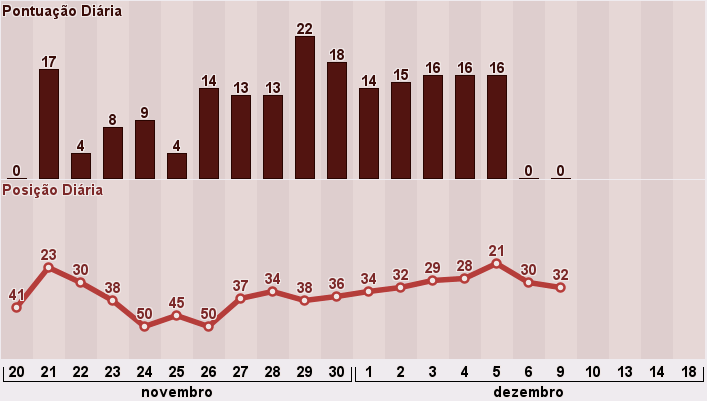 Pontuação Diária
0 17 4 8 9 4 14 13 13 22 18 14 15 16 16 16 0 0
Posição Diária
41 23 30 38 50 45 50 37 34 38 36 34 32 29 28 21 30 32
20 21 22 23 24 25 26 27 28 29 30 1 2 3 4 5 6 9 10 13 14 18
novembro dezembro